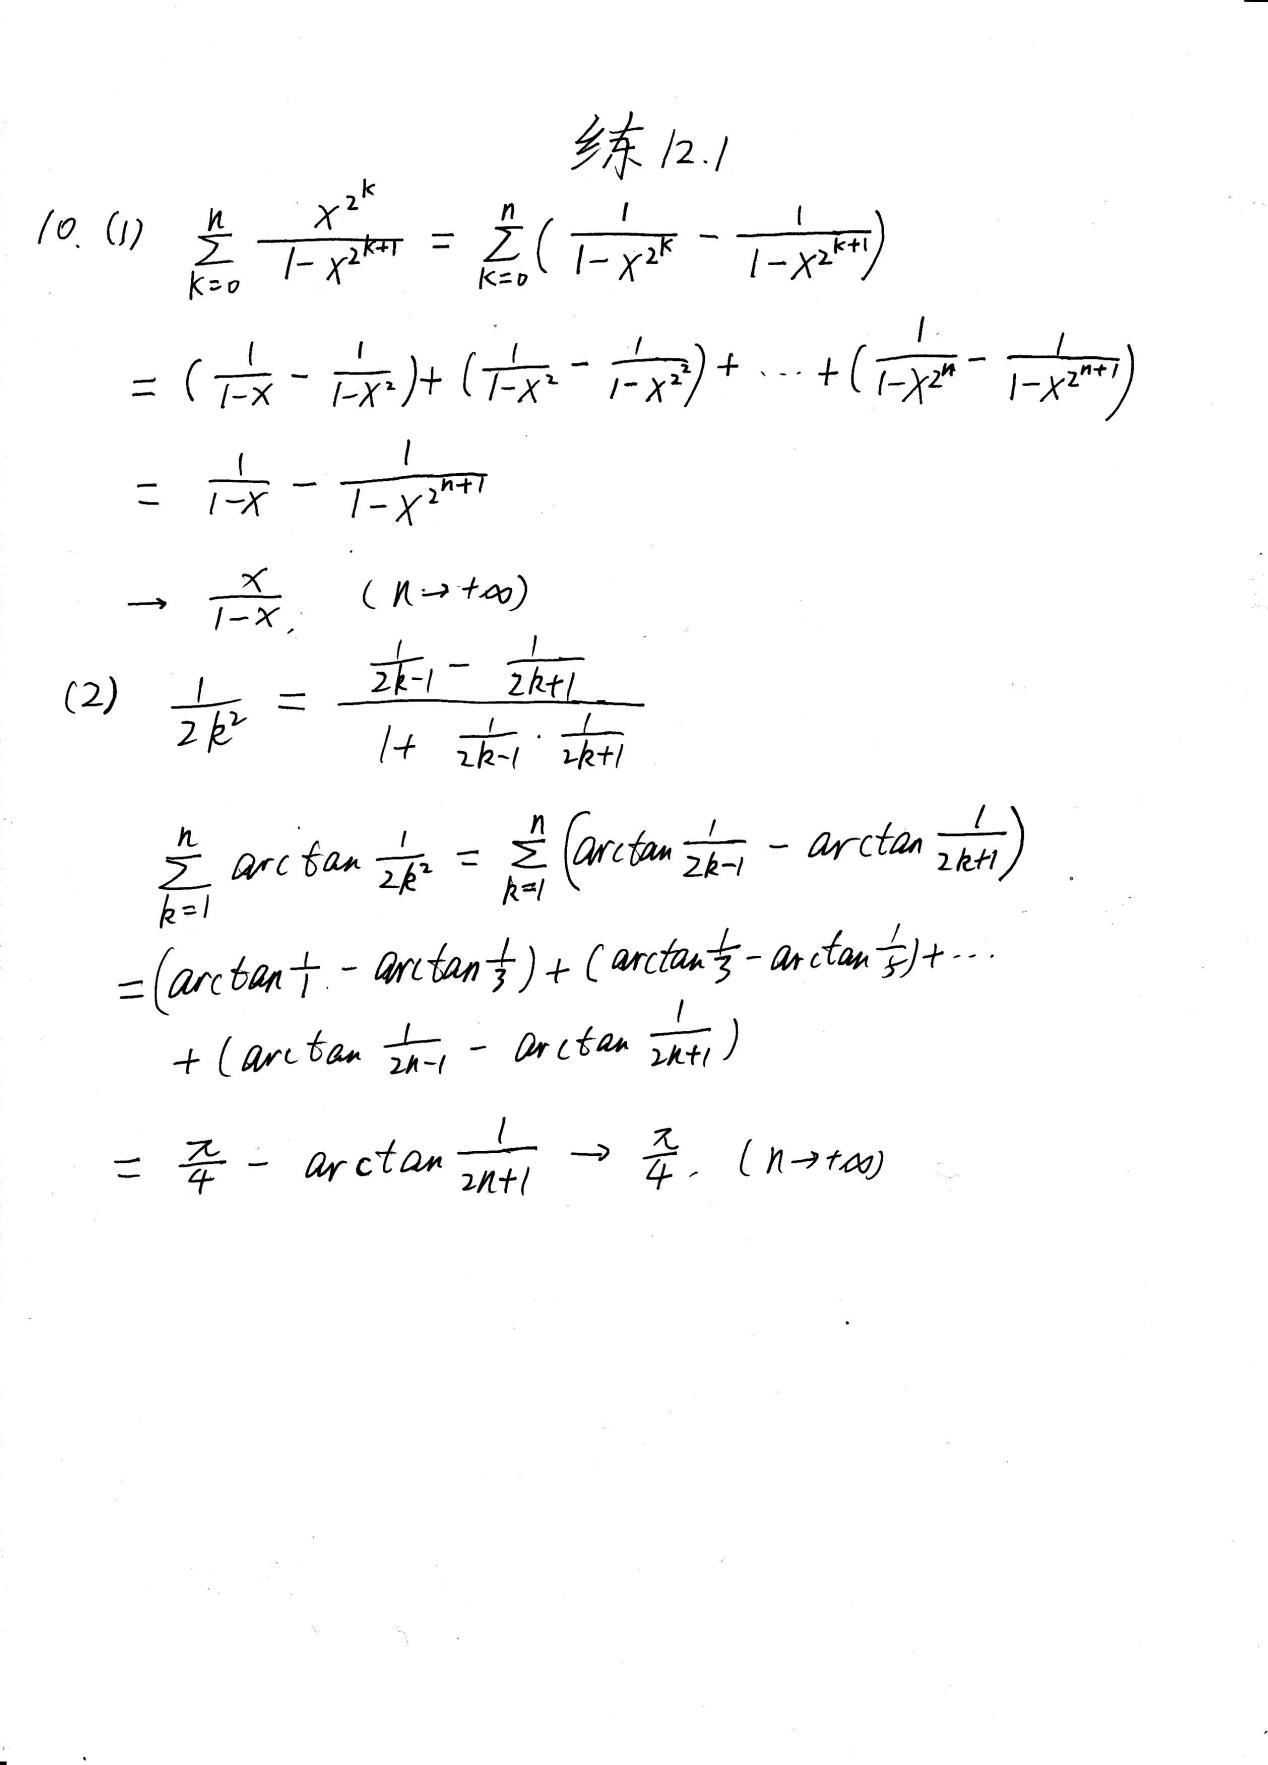 练12.1
10. (1) $\sum_{k=0}^{n} \frac{x^{2^k}}{1-x^{2^{k+1}}} = \sum_{k=0}^{n} \left( \frac{1}{1-x^{2^k}} - \frac{1}{1-x^{2^{k+1}}} \right)$
$= \left( \frac{1}{1-x} - \frac{1}{1-x^2} \right) + \left( \frac{1}{1-x^2} - \frac{1}{1-x^{2^2}} \right) + \cdots + \left( \frac{1}{1-x^{2^n}} - \frac{1}{1-x^{2^{n+1}}} \right)$
$= \frac{1}{1-x} - \frac{1}{1-x^{2^{n+1}}}$
$\rightarrow \frac{x}{1-x}. \quad (n \rightarrow +\infty)$
(2) $\frac{1}{2k^2} = \frac{\frac{1}{2k-1} - \frac{1}{2k+1}}{1 + \frac{1}{2k-1} \cdot \frac{1}{2k+1}}$
$\sum_{k=1}^{n} \arctan \frac{1}{2k^2} = \sum_{k=1}^{n} \left( \arctan \frac{1}{2k-1} - \arctan \frac{1}{2k+1} \right)$
$= \left( \arctan \frac{1}{1} - \arctan \frac{1}{3} \right) + \left( \arctan \frac{1}{3} - \arctan \frac{1}{5} \right) + \cdots$
$+ \left( \arctan \frac{1}{2n-1} - \arctan \frac{1}{2n+1} \right)$
$= \frac{\pi}{4} - \arctan \frac{1}{2n+1} \rightarrow \frac{\pi}{4}. \quad (n \rightarrow +\infty)$